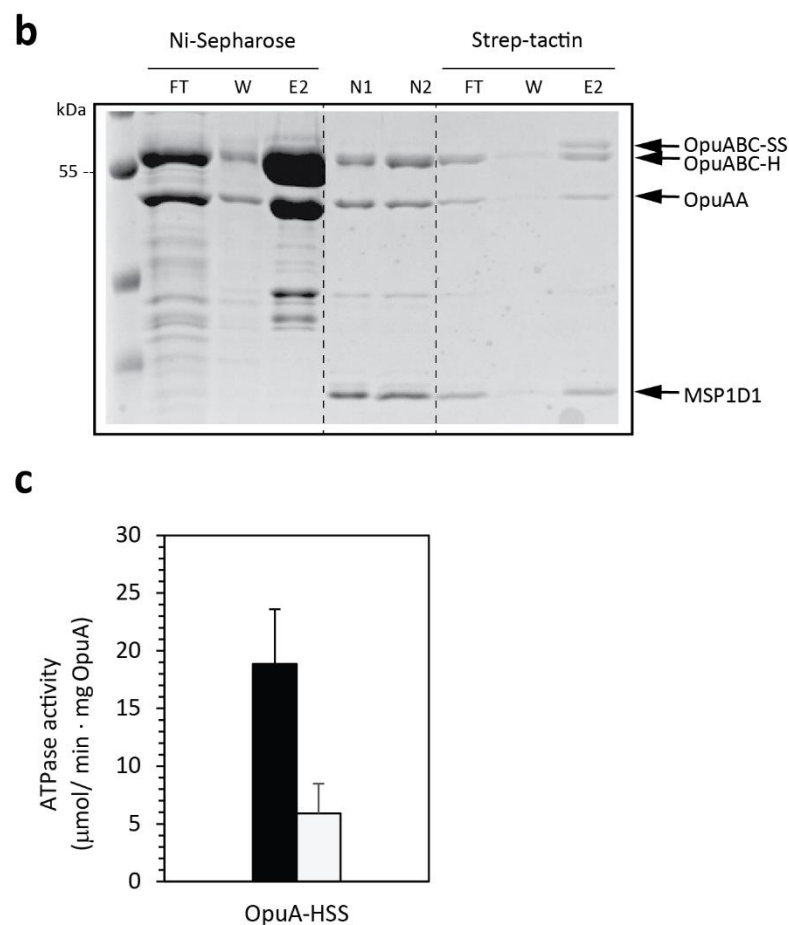 b
Ni-Sepharose
Strep-tactin
FT W E2 N1 N2 FT W E2
kDa
55
OpuABC-SS
OpuABC-H
OpuAA
MSP1D1
c
30
25
20
15
10
5
0
ATPase activity
(μmol/ min · mg OpuA)
OpuA-HSS